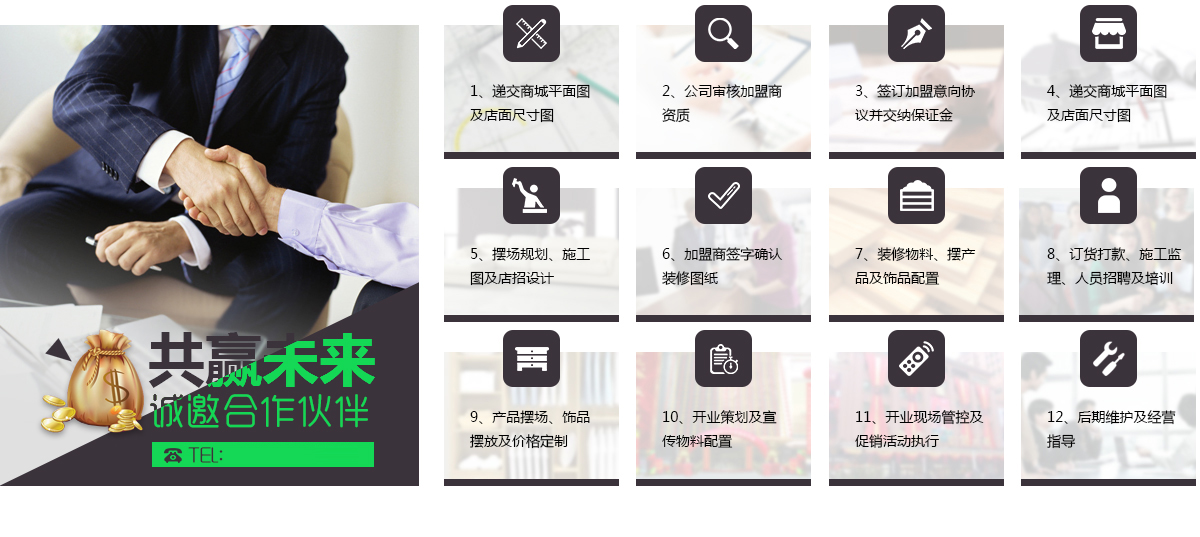 共赢未来
诚邀合作伙伴
TEL:
1、递交商城平面图
及店面尺寸图
2、公司审核加盟商
资质
3、签订加盟意向协
议并交纳保证金
4、递交商城平面图
及店面尺寸图
5、摆场规划、施工
图及店招设计
6、加盟商签字确认
装修图纸
7、装修物料、摆产
品及饰品配置
8、订货打款、施工监
理、人员招聘及培训
9、产品摆场、饰品
摆放及价格定制
10、开业策划及宣
传物料配置
11、开业现场管控及
促销活动执行
12、后期维护及经营
指导